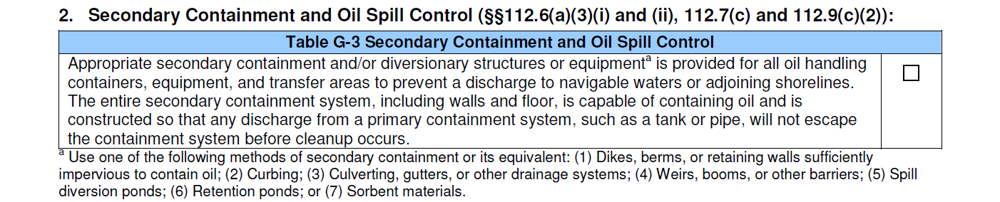 2. Secondary Containment and Oil Spill Control (§§112.6(a)(3)(i) and (ii), 112.7(c) and 112.9(c)(2)):
Table G-3 Secondary Containment and Oil Spill Control
Appropriate secondary containment and/or diversionary structures or equipmentᵃ is provided for all oil handling
containers, equipment, and transfer areas to prevent a discharge to navigable waters or adjoining shorelines.
The entire secondary containment system, including walls and floor, is capable of containing oil and is
constructed so that any discharge from a primary containment system, such as a tank or pipe, will not escape
the containment system before cleanup occurs.
ᵃ Use one of the following methods of secondary containment or its equivalent: (1) Dikes, berms, or retaining walls sufficiently
impervious to contain oil; (2) Curbing; (3) Culverting, gutters, or other drainage systems; (4) Weirs, booms, or other barriers; (5) Spill
diversion ponds; (6) Retention ponds; or (7) Sorbent materials.